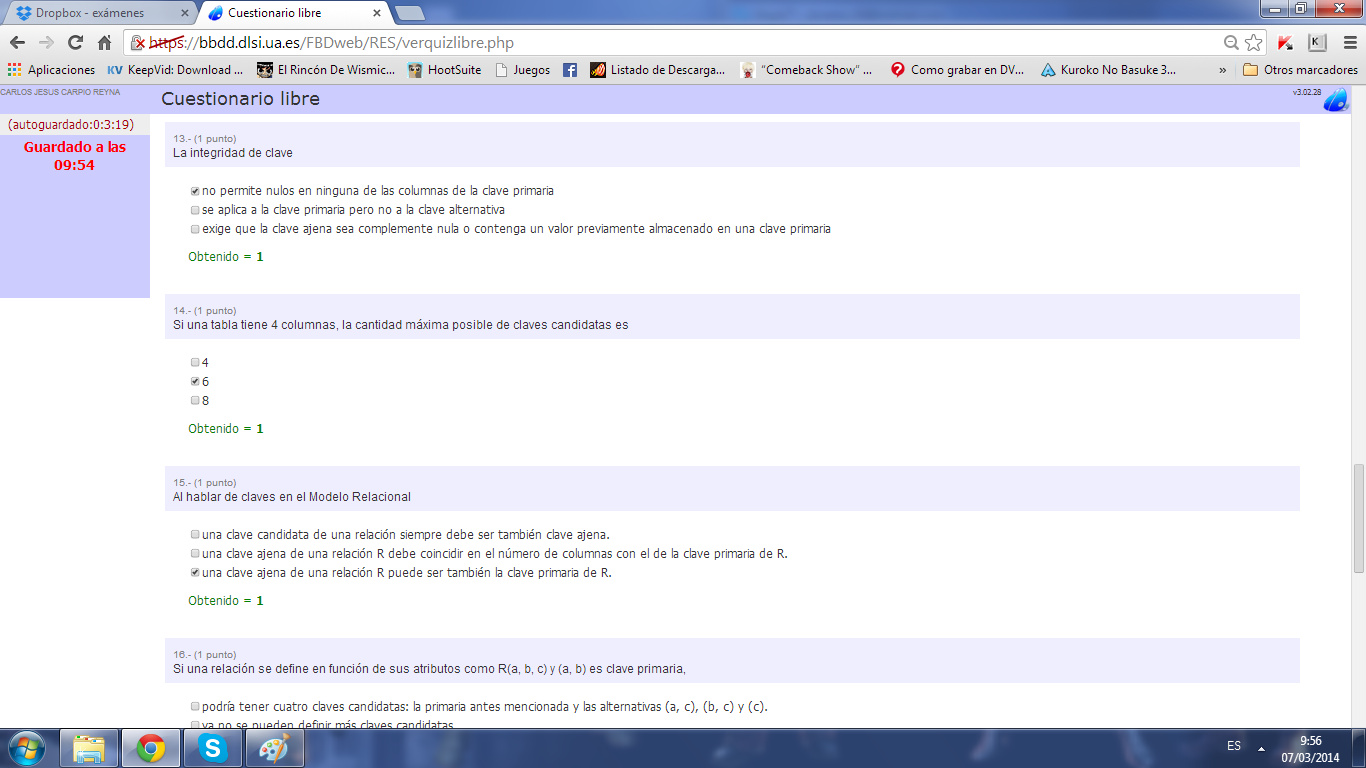 Dropbox - exámenes
Cuestionario libre
https://bbdd.dlsi.ua.es/FBDweb/RES/verquizlibre.php
Aplicaciones
KeepVid: Download ...
El Rincón De Wismic...
HootSuite
Juegos
Listado de Descarga...
"Comeback Show" ...
Como grabar en DV...
Kuroko No Basuke 3...
»
Otros marcadores
CARLOS JESUS CARPIO REYNA
Cuestionario libre
v3.02.28
(autoguardado:0:3:19)
Guardado a las
09:54
13.- (1 punto)
La integridad de clave
no permite nulos en ninguna de las columnas de la clave primaria
se aplica a la clave primaria pero no a la clave alternativa
exige que la clave ajena sea complemente nula o contenga un valor previamente almacenado en una clave primaria
Obtenido = 1
14.- (1 punto)
Si una tabla tiene 4 columnas, la cantidad máxima posible de claves candidatas es
4
6
8
Obtenido = 1
15.- (1 punto)
Al hablar de claves en el Modelo Relacional
una clave candidata de una relación siempre debe ser también clave ajena.
una clave ajena de una relación R debe coincidir en el número de columnas con el de la clave primaria de R.
una clave ajena de una relación R puede ser también la clave primaria de R.
Obtenido = 1
16.- (1 punto)
Si una relación se define en función de sus atributos como R(a, b, c) y (a, b) es clave primaria,
podría tener cuatro claves candidatas: la primaria antes mencionada y las alternativas (a, c), (b, c) y (c).
ya no se pueden definir más claves candidatas
ES
9:56
07/03/2014